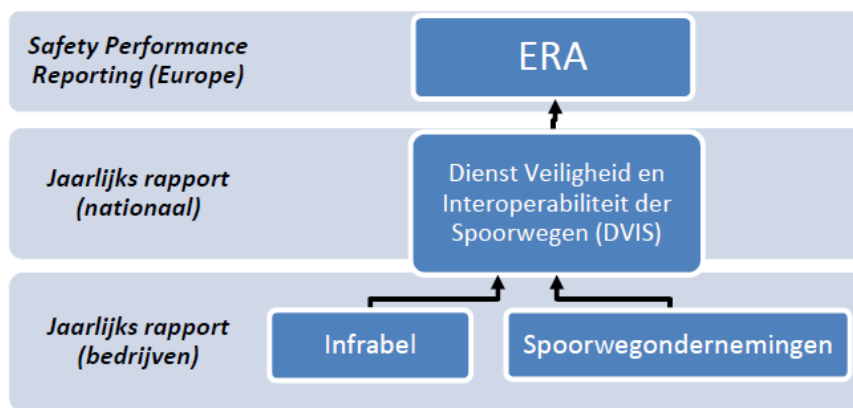 Safety Performance
Reporting (Europe)
ERA
Jaarlijks rapport
(nationaal)
Dienst Veiligheid en
Interoperabiliteit der
Spoorwegen (DVIS)
Jaarlijks rapport
(bedrijven)
Infrabel
Spoorwegondernemingen